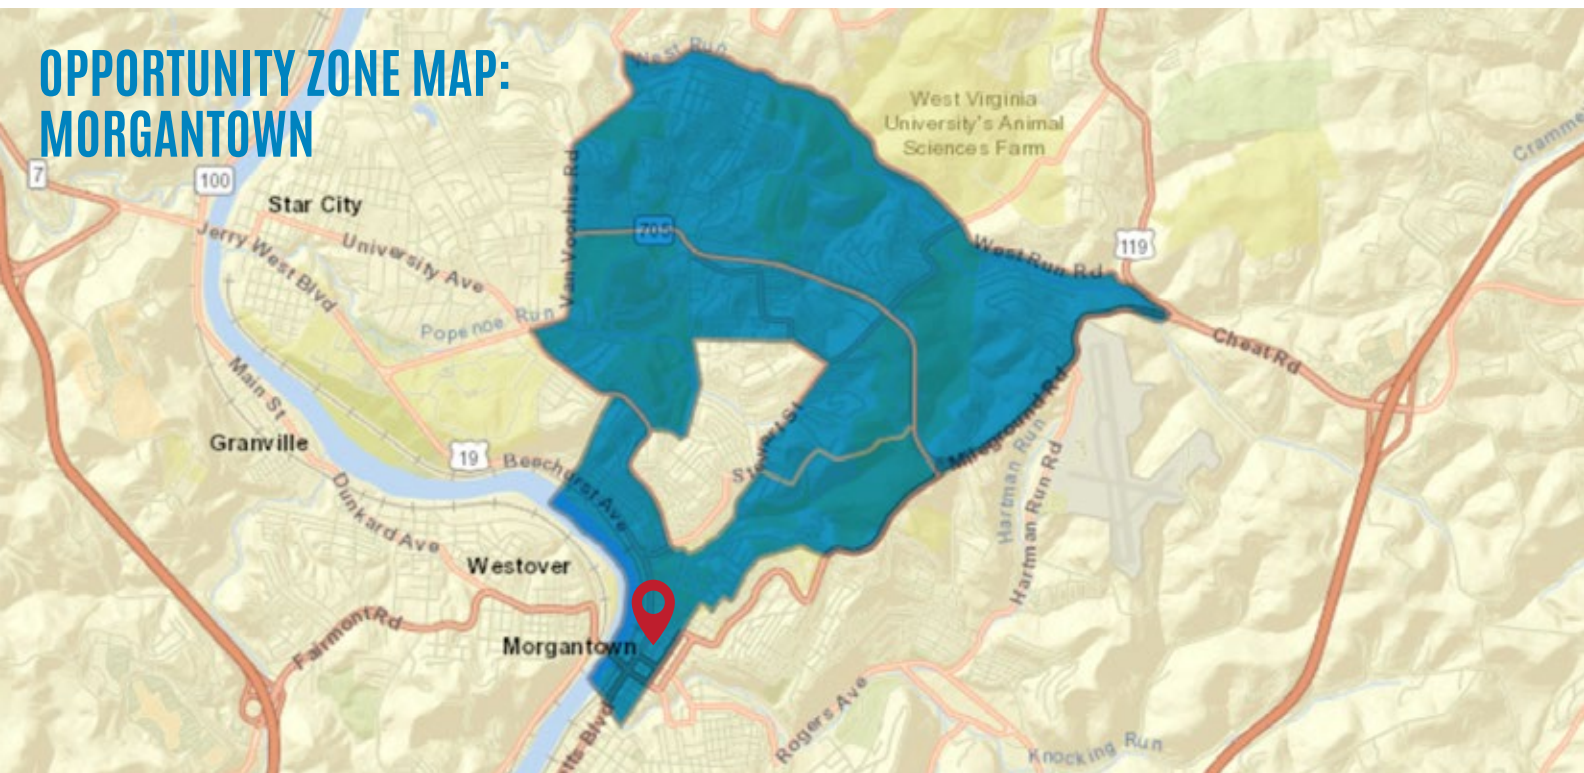 OPPORTUNITY ZONE MAP:
MORGANTOWN
West Run
West Virginia
University's Animal
Sciences Farm
7
100
Star City
Jerry West Blvd
University Ave
Van Voorhis Rd
705
West Run Rd
119
Popenoe Run
Cheat Rd
Main St
Granville
19
Beechurst Ave
Stewart St
Mileground Rd
Hartman Run
Hartman Run Rd
Dunkard Ave
Westover
Morgantown
Fairmont Rd
Rogers Ave
Knocking Run